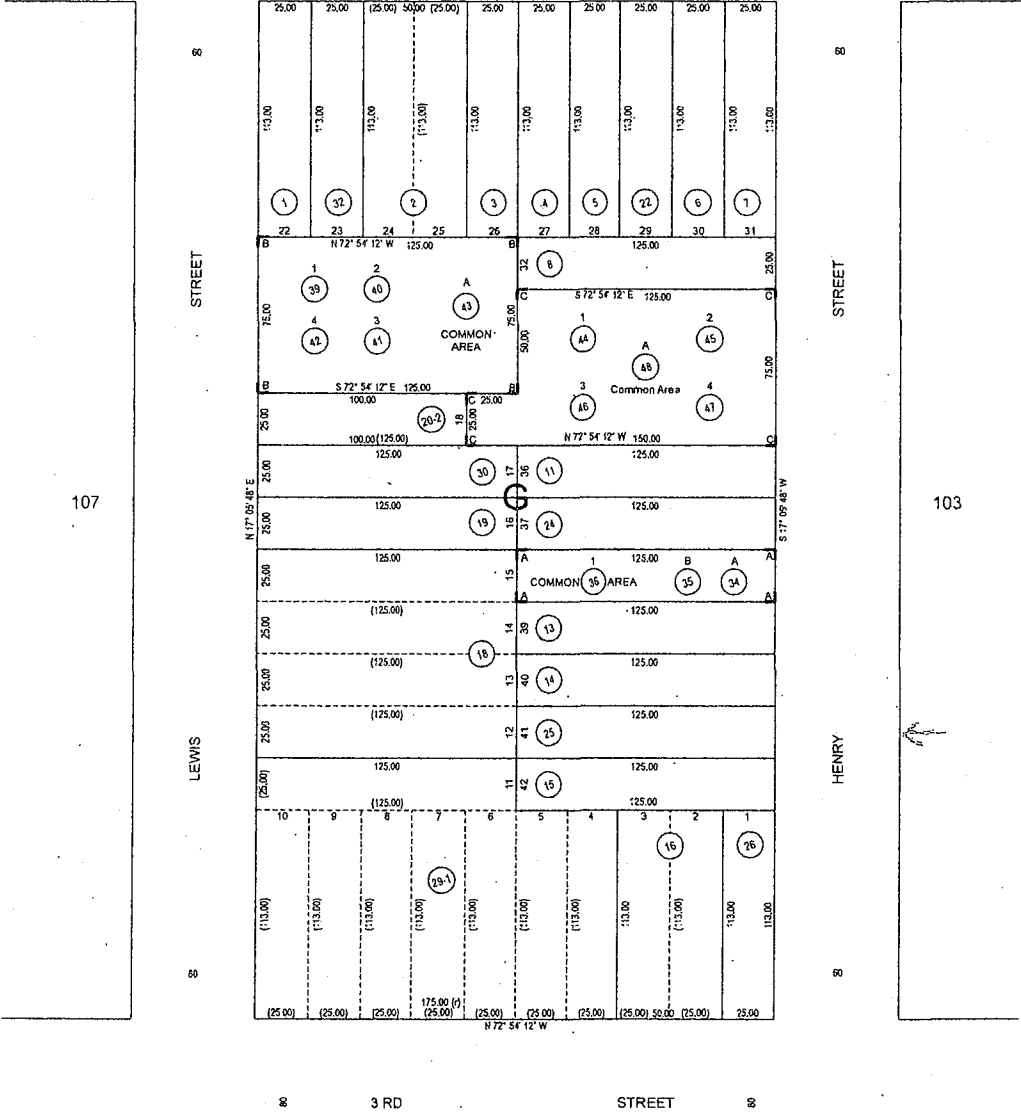 25.00 25.00 (25.00) 50.00 (25.00) 25.00 25.00 25.00 25.00 25.00 25.00
60 60
113.00 113.00 113.00 (113.00) 113.00 113.00 113.00 113.00 113.00 113.00 113.00
1 32 2 3 4 5 22 6 7
22 23 24 25 26 27 28 29 30 31
B N 72° 54' 12" W 125.00 B 125.00
32 8 25.00
STREET STREET
1 2 A
39 40 43
C S 72° 54' 12" E 125.00 C
75.00 75.00 50.00
4 3 COMMON
42 41 AREA
1 2
44 45
A
48
Common Area
75.00
3 4
46 47
B S 72° 54' 12" E 125.00 B
100.00 C 25.00
25.00 20-2 18 25.00
100.00 (125.00) C N 72° 54' 12" W 150.00 C
125.00 125.00
25.00 30 17 36 11
G
107 103
N 17° 05' 48" E S 17° 05' 48" W
125.00 125.00
25.00 19 16 37 24
125.00 A 125.00 A
25.00 15 1 B A
COMMON 36 AREA 35 34
A A
(125.00) 125.00
25.00 14 39 13
18
(125.00) 125.00
25.00 13 40 14
(125.00) 125.00
25.00 12 41 25
LEWIS HENRY
125.00 125.00
(25.00) 11 42 15
(125.00) 125.00
10 9 8 7 6 5 4 3 2 1
16 26
29-1
(113.00) (113.00) (113.00) (113.00) (113.00) (113.00) (113.00) 113.00 (113.00) 113.00 113.00
60 60
175.00 (r)
(25.00) (25.00) (25.00) (25.00) (25.00) (25.00) (25.00) (25.00) 50.00 (25.00) 25.00
N 72° 54' 12" W
80 3 RD STREET 80